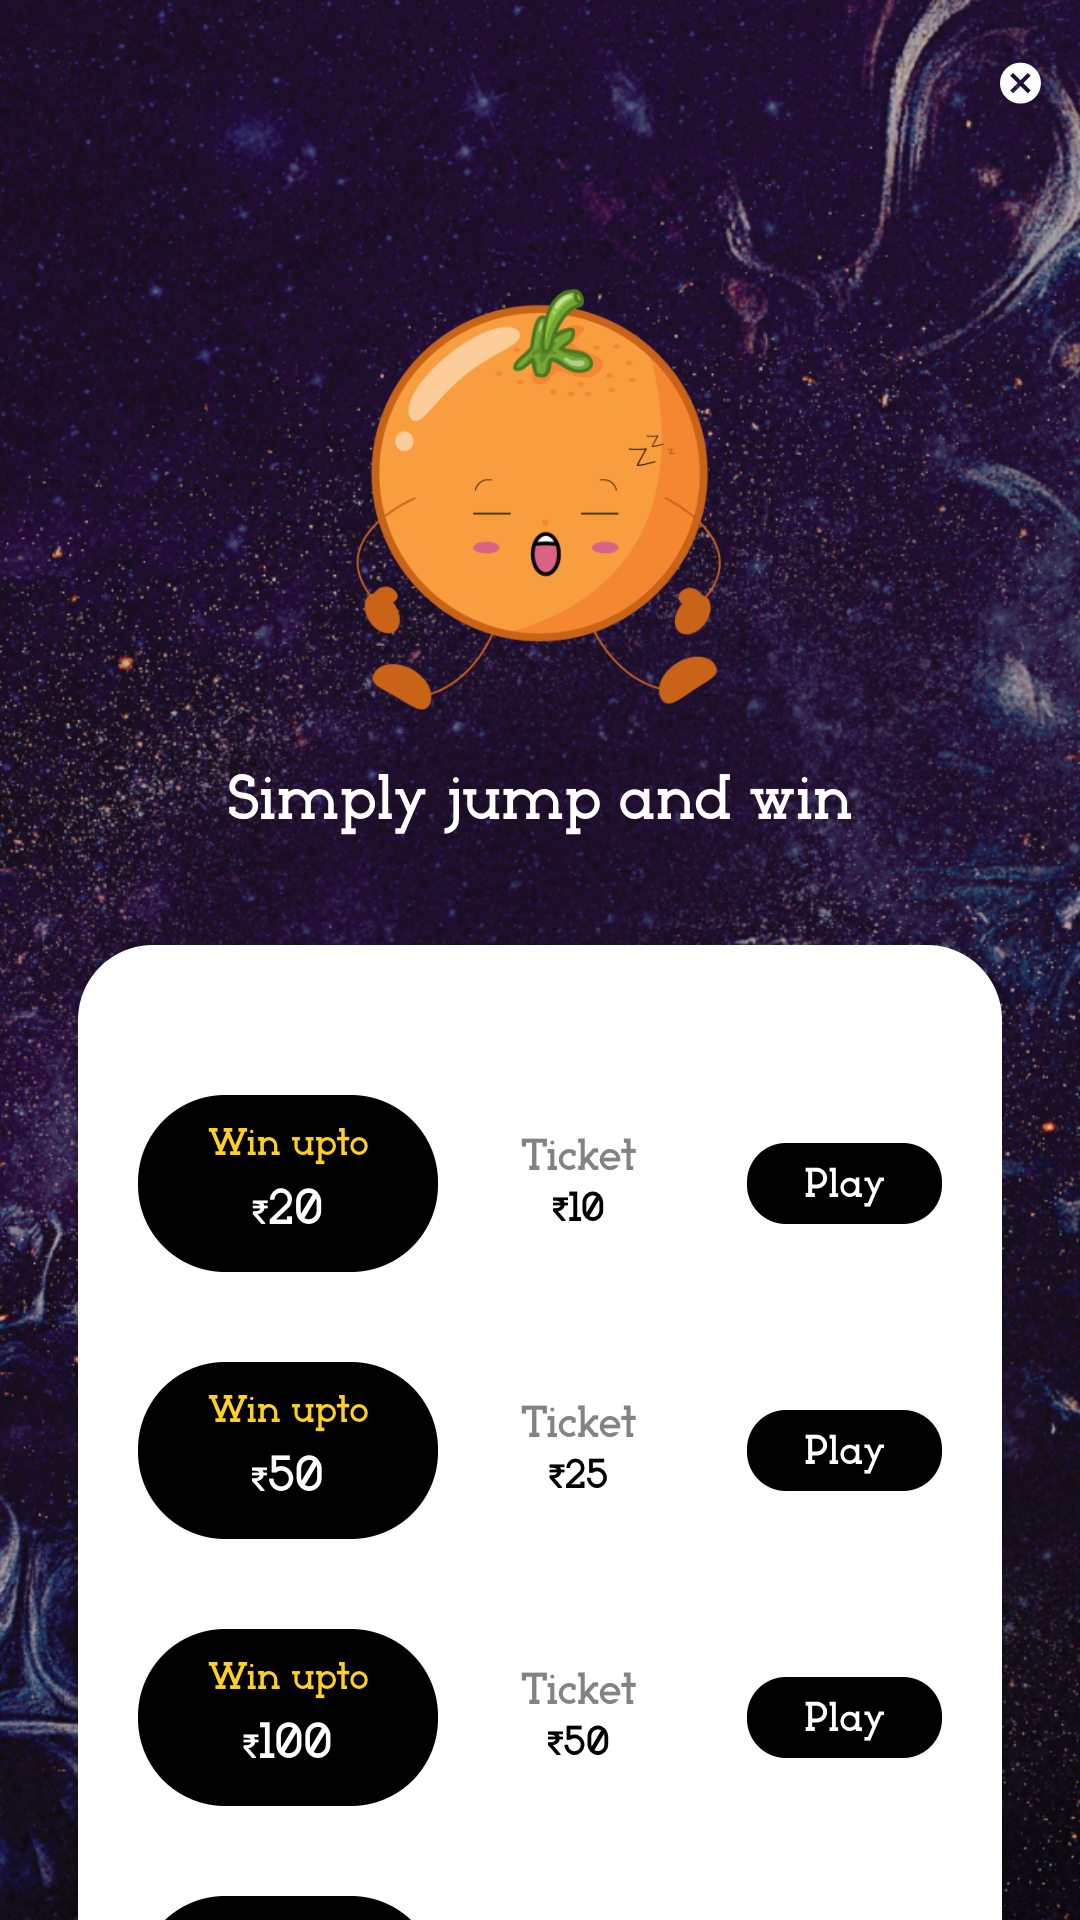 z z z
Simply jump and win
Win upto
₹20
Ticket
₹10
Play
Win upto
₹50
Ticket
₹25
Play
Win upto
₹100
Ticket
₹50
Play